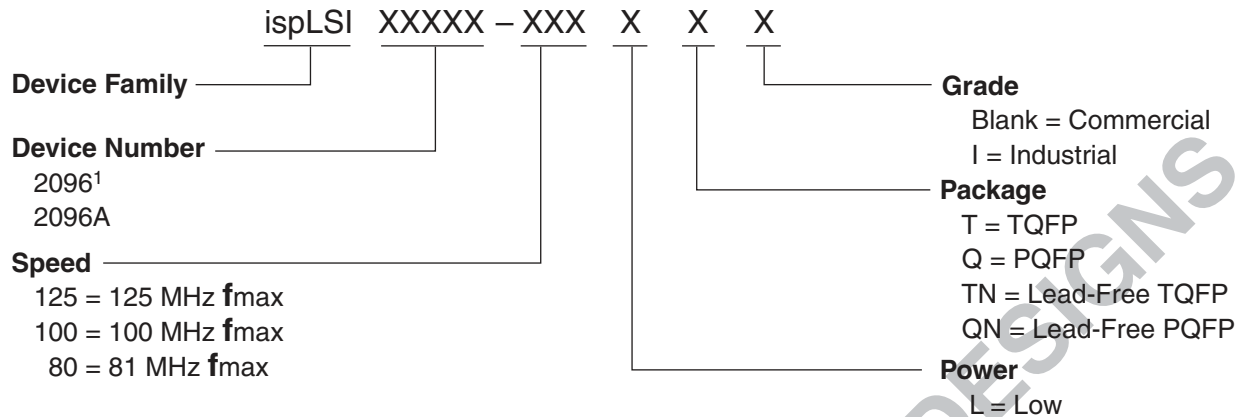 ispLSI XXXXX – XXX X X X
Device Family
Device Number
2096¹
2096A
Speed
125 = 125 MHz fmax
100 = 100 MHz fmax
80 = 81 MHz fmax
Grade
Blank = Commercial
I = Industrial
Package
T = TQFP
Q = PQFP
TN = Lead-Free TQFP
QN = Lead-Free PQFP
Power
L = Low
DESIGNS